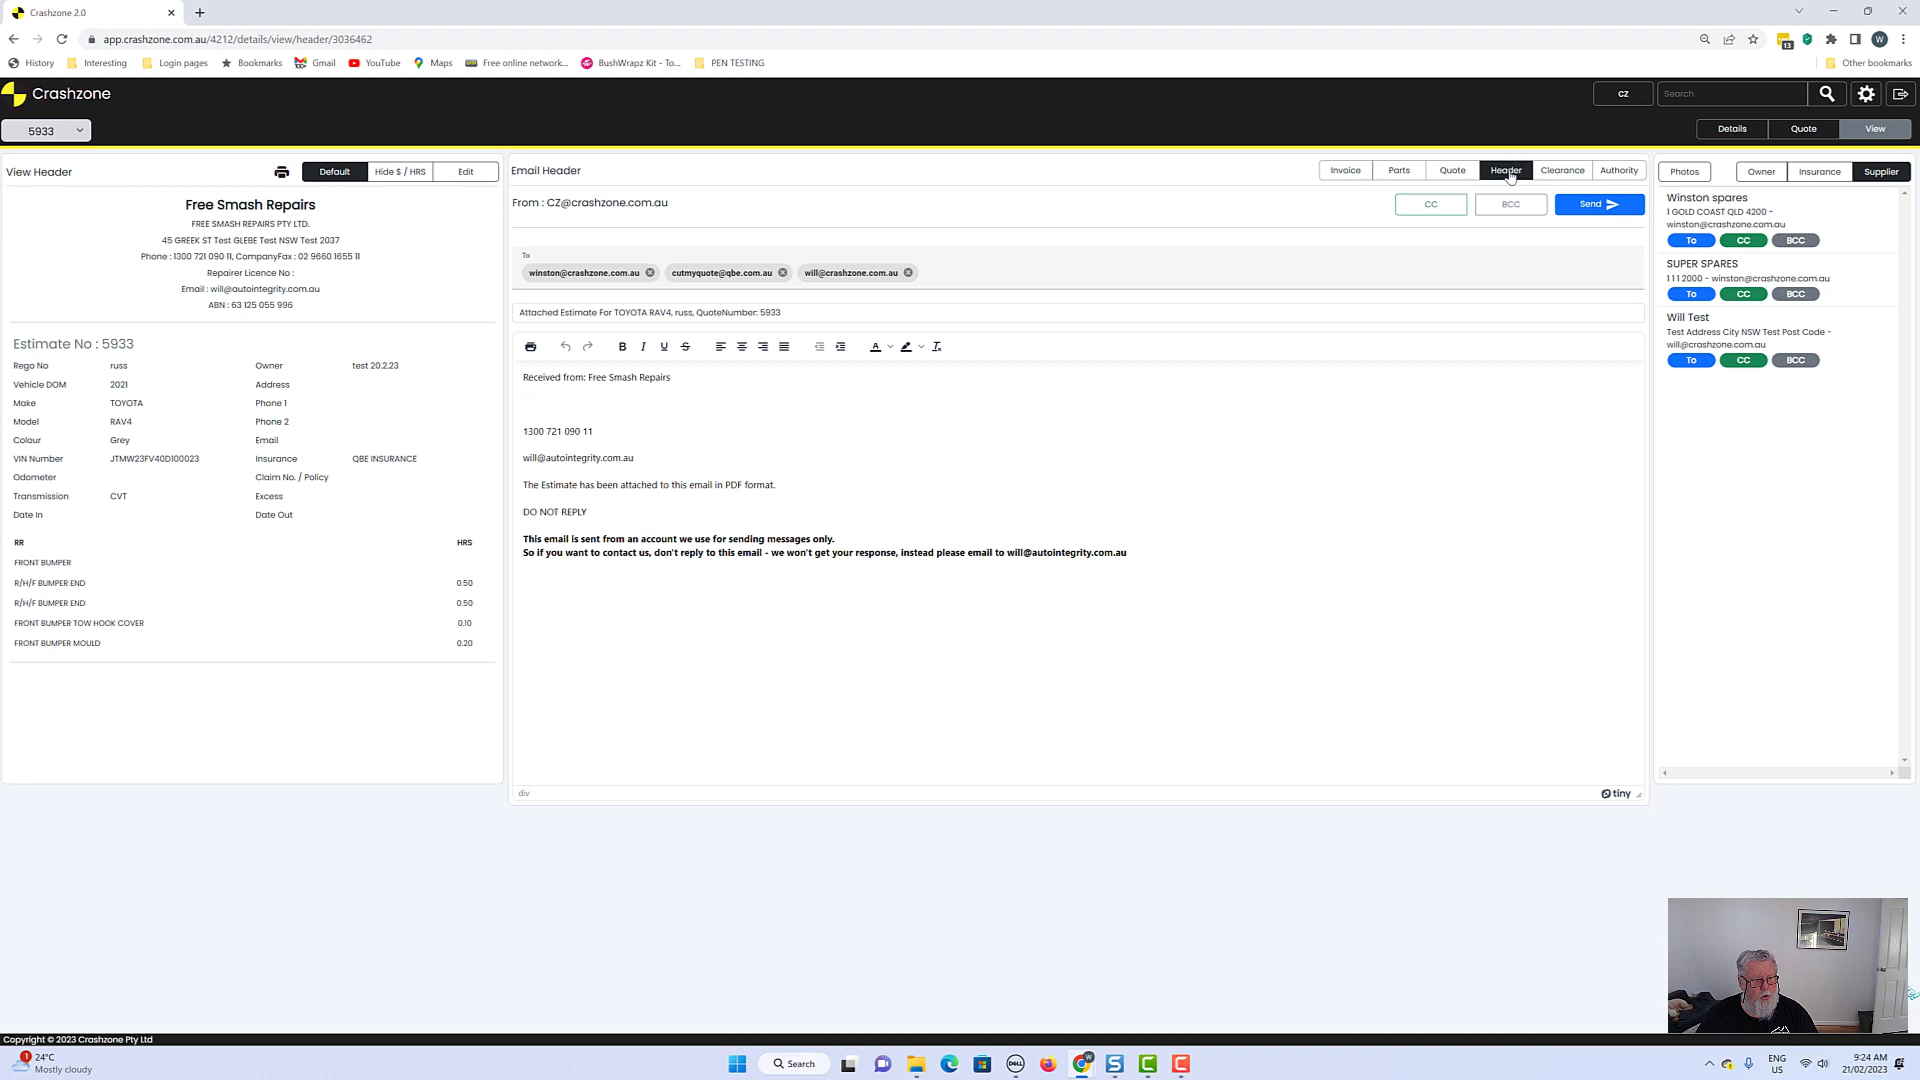 Crashzone 2.0
app.crashzone.com.au/4212/details/view/header/3036462
History Interesting Login pages Bookmarks Gmail YouTube Maps Free online network... BushWrapz Kit - To... PEN TESTING Other bookmarks
13
W
Crashzone
CZ Search
5933
Details Quote View
View Header
Default Hide $ / HRS Edit
Free Smash Repairs
FREE SMASH REPAIRS PTY LTD.
45 GREEK ST Test GLEBE Test NSW Test 2037
Phone : 1300 721 090 11, CompanyFax : 02 9660 1655 11
Repairer Licence No :
Email : will@autointegrity.com.au
ABN : 63 125 055 996
Estimate No : 5933
Rego No russ Owner test 20.2.23
Vehicle DOM 2021 Address
Make TOYOTA Phone 1
Model RAV4 Phone 2
Colour Grey Email
VIN Number JTMW23FV40D100023 Insurance QBE INSURANCE
Odometer Claim No. / Policy
Transmission CVT Excess
Date In Date Out
RR HRS
FRONT BUMPER
R/H/F BUMPER END 0.50
R/H/F BUMPER END 0.50
FRONT BUMPER TOW HOOK COVER 0.10
FRONT BUMPER MOULD 0.20
Email Header
Invoice Parts Quote Header Clearance Authority
From : CZ@crashzone.com.au
CC BCC Send
To
winston@crashzone.com.au cutmyquote@qbe.com.au will@crashzone.com.au
Attached Estimate For TOYOTA RAV4, russ, QuoteNumber: 5933
B I U S A
Received from: Free Smash Repairs
1300 721 090 11
will@autointegrity.com.au
The Estimate has been attached to this email in PDF format.
DO NOT REPLY
This email is sent from an account we use for sending messages only.
So if you want to contact us, don't reply to this email - we won't get your response, instead please email to will@autointegrity.com.au
div
tiny
Photos Owner Insurance Supplier
Winston spares
1 GOLD COAST QLD 4200 -
winston@crashzone.com.au
To CC BCC
SUPER SPARES
1 1 1 2000 - winston@crashzone.com.au
To CC BCC
Will Test
Test Address City NSW Test Post Code -
will@crashzone.com.au
To CC BCC
Copyright © 2023 Crashzone Pty Ltd
1
24°C
Mostly cloudy
Search
DELL
W
S
C
C
ENG
US
9:24 AM
21/02/2023